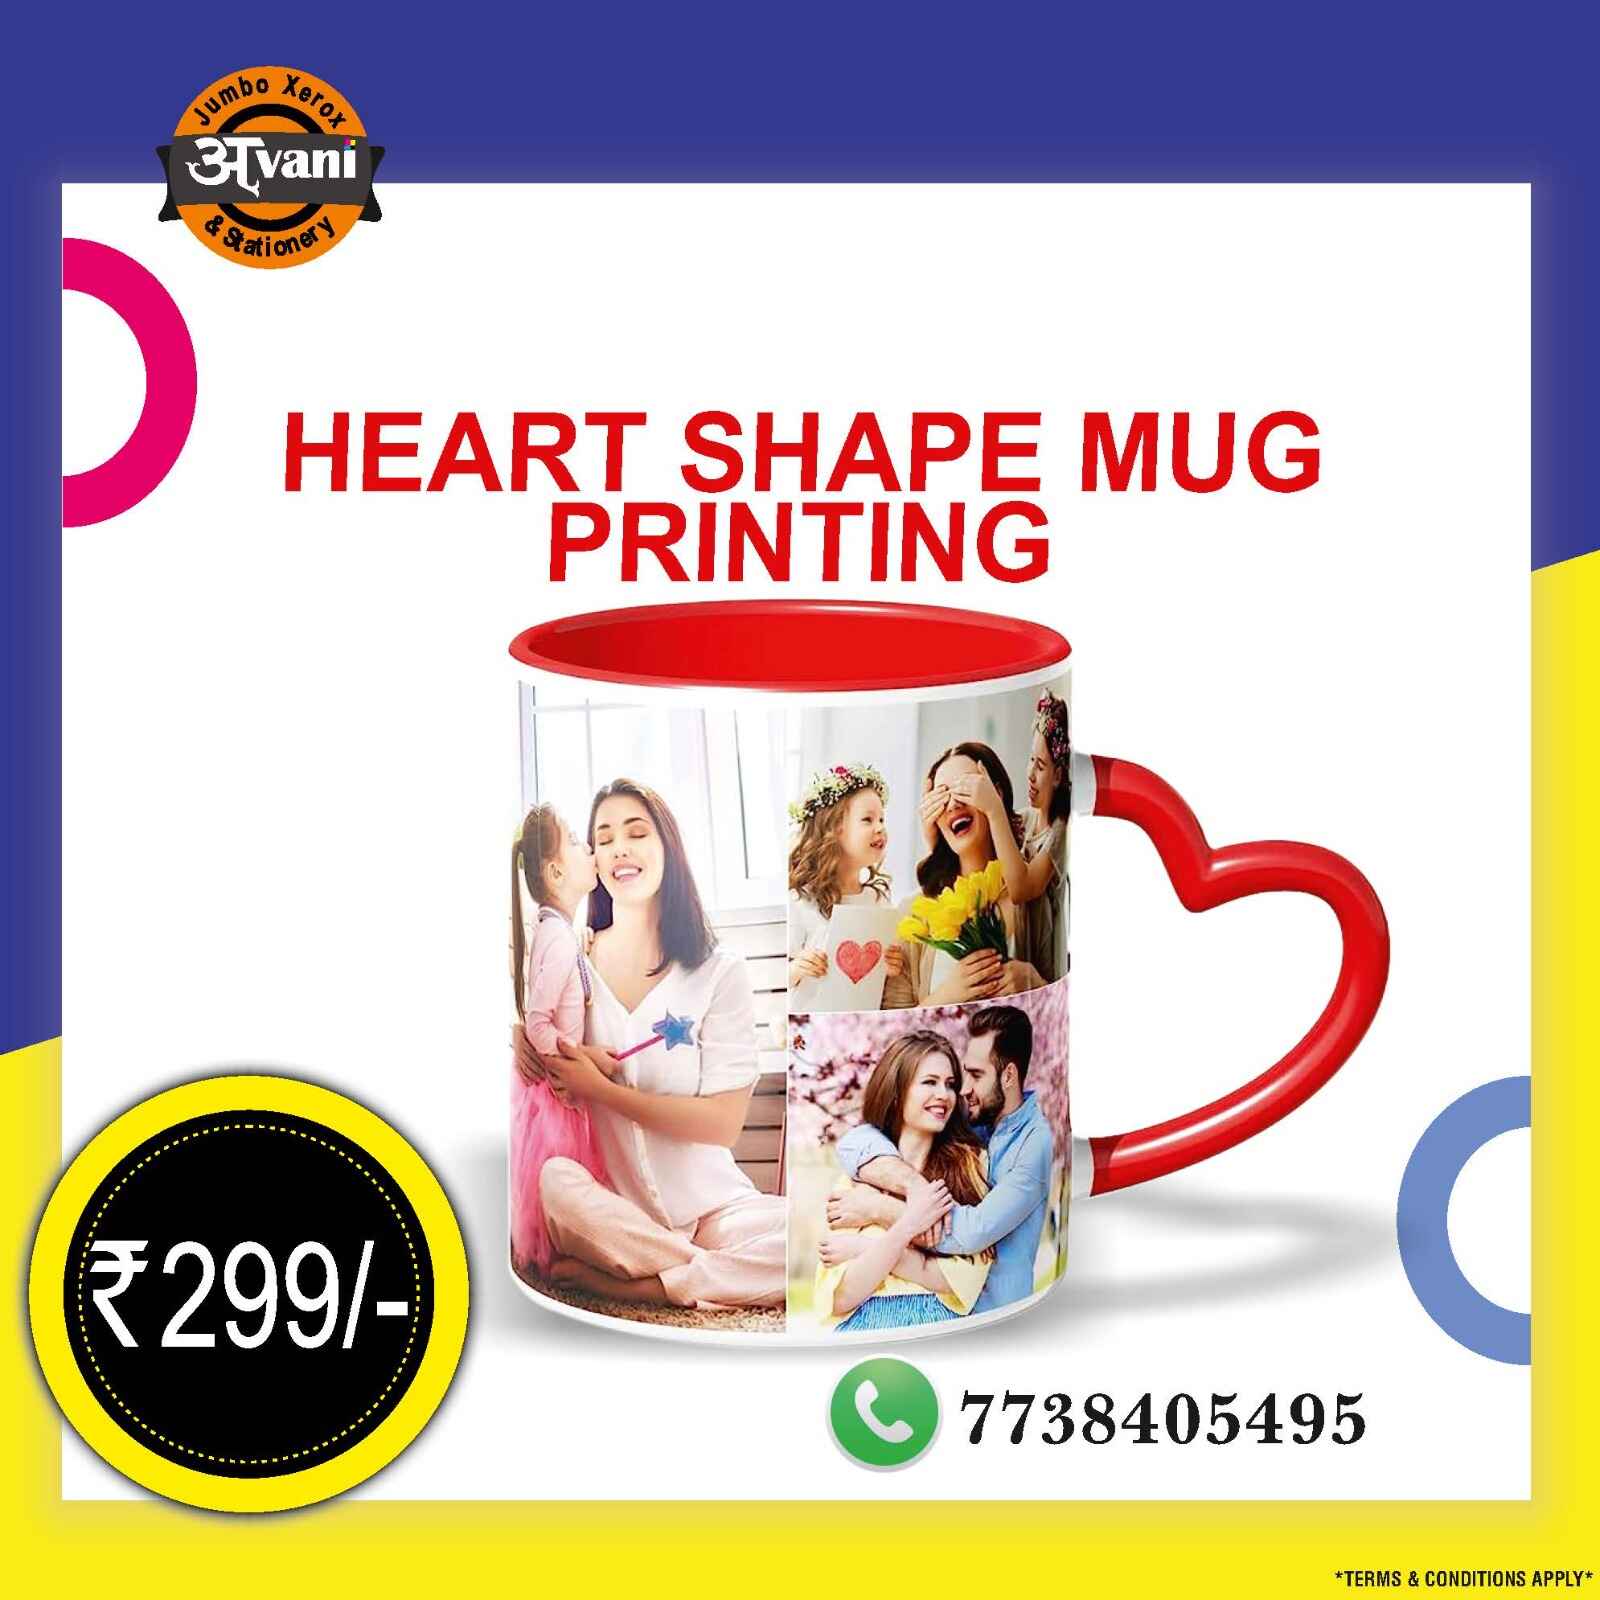 Jumbo Xerox
अvani
& Stationery
HEART SHAPE MUG
PRINTING
₹299/-
7738405495
*TERMS & CONDITIONS APPLY*